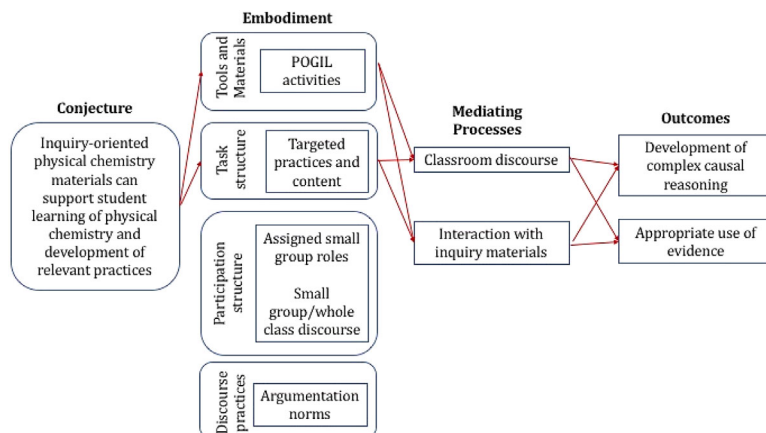 Embodiment
Tools and
Materials
POGIL
activities
Conjecture
Inquiry-oriented
physical chemistry
materials can
support student
learning of physical
chemistry and
development of
relevant practices
Task
structure
Targeted
practices and
content
Participation
structure
Assigned small
group roles
Small
group/whole
class discourse
Discourse
practices
Argumentation
norms
Mediating
Processes
Classroom discourse
Interaction with
inquiry materials
Outcomes
Development of
complex causal
reasoning
Appropriate use of
evidence